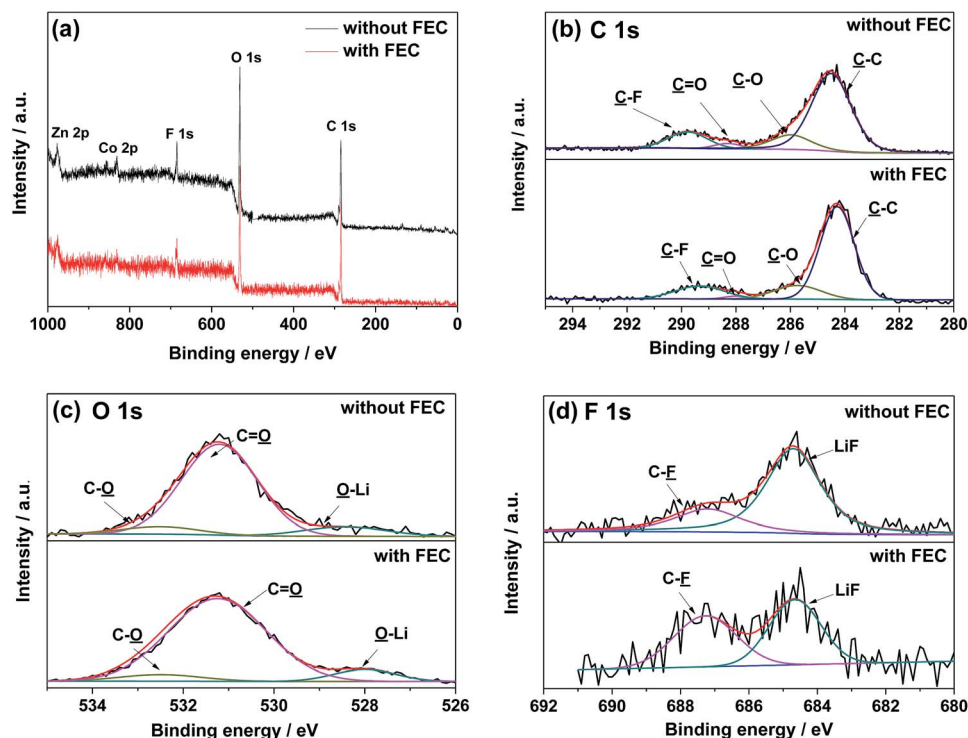 (a)
without FEC
with FEC
O 1s
C 1s
F 1s
Zn 2p
Co 2p
Intensity / a.u.
1000 800 600 400 200 0
Binding energy / eV
(b) C 1s
without FEC
C-C
C-O
C=O
C-F
with FEC
C-C
C-O
C=O
C-F
Intensity / a.u.
294 292 290 288 286 284 282 280
Binding energy / eV
(c) O 1s
without FEC
C=O
C-O
O-Li
with FEC
C=O
C-O
O-Li
Intensity / a.u.
534 532 530 528 526
Binding energy / eV
(d) F 1s
without FEC
LiF
C-F
with FEC
C-F
LiF
Intensity / a.u.
692 690 688 686 684 682 680
Binding energy / eV